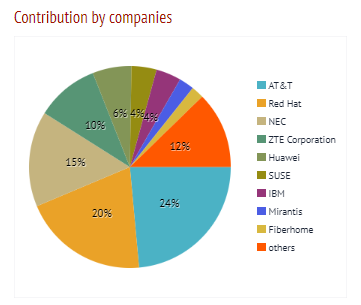 Contribution by companies
AT&T
Red Hat
NEC
ZTE Corporation
Huawei
SUSE
IBM
Mirantis
Fiberhome
others
6%
4%
4%
10%
12%
15%
24%
20%